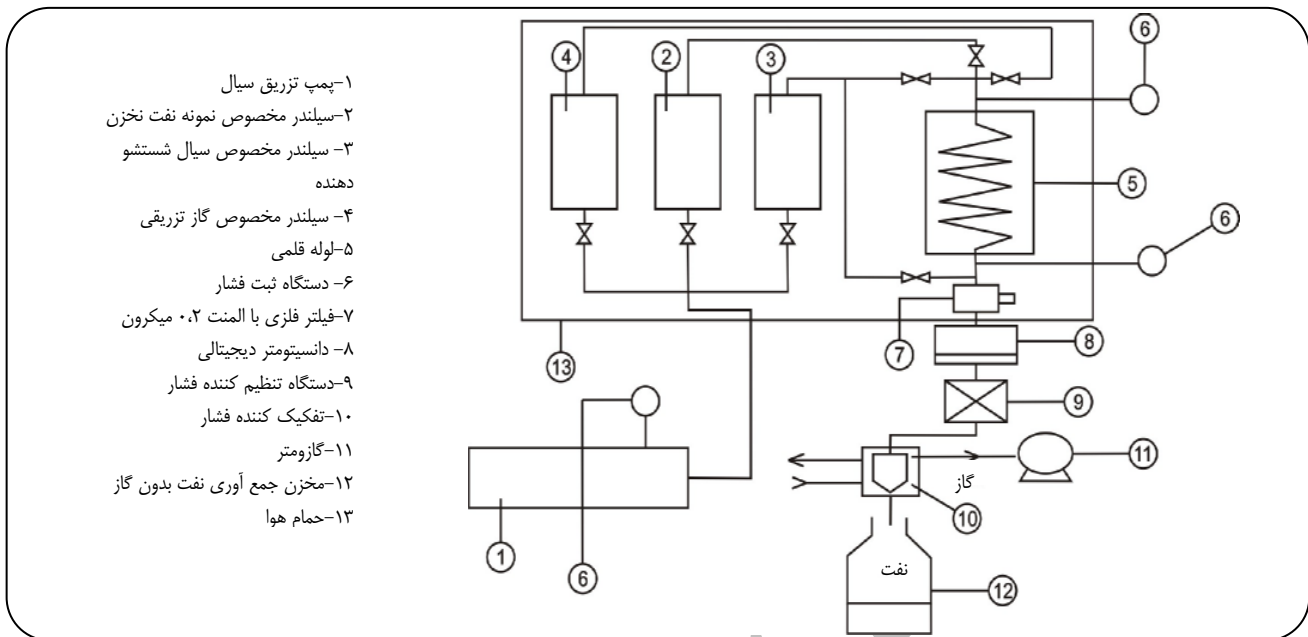 ۱-پمپ تزریق سیال
۲-سیلندر مخصوص نمونه نفت نخزن
۳- سیلندر مخصوص سیال شستشو
دهنده
۴- سیلندر مخصوص گاز تزریقی
۵-لوله قلمی
۶- دستگاه ثبت فشار
۷-فیلتر فلزی با المنت ۰،۲ میکرون
۸- دانسیتومتر دیجیتالی
۹-دستگاه تنظیم کننده فشار
۱۰-تفکیک کننده فشار
۱۱-گازومتر
۱۲-مخزن جمع آوری نفت بدون گاز
۱۳-حمام هوا
4
2
3
6
5
6
7
8
13
9
11
گاز
10
1
6
نفت
12